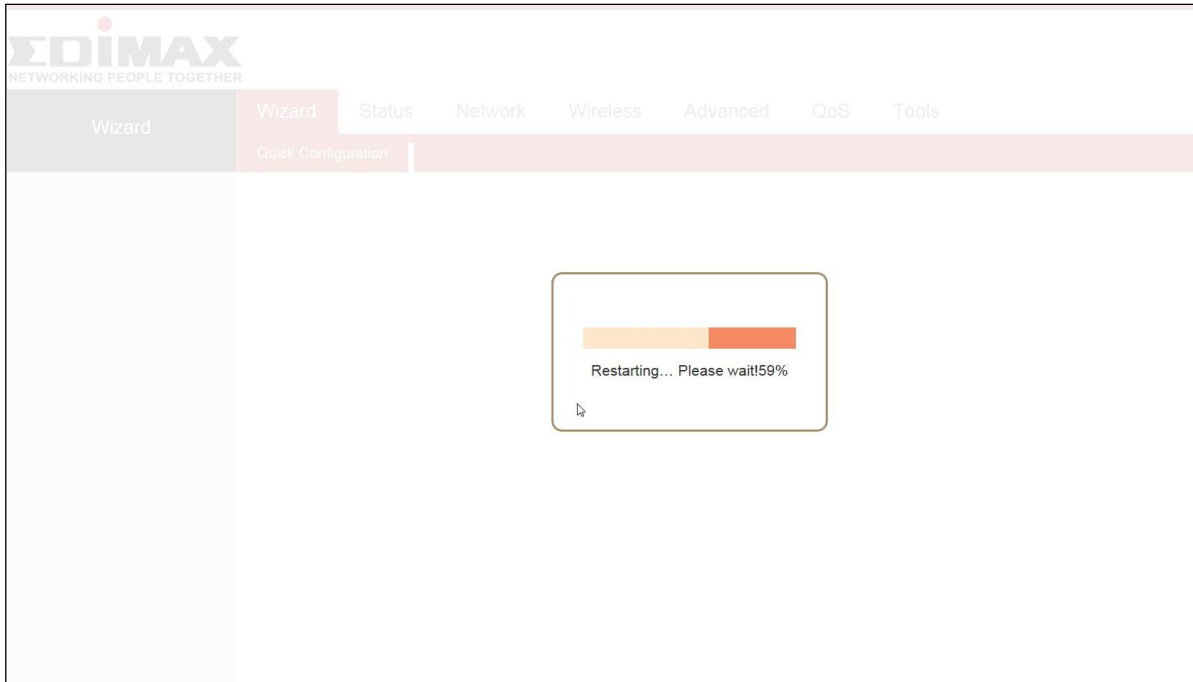 EDiMAX
NETWORKING PEOPLE TOGETHER
Wizard
Wizard Status Network Wireless Advanced QoS Tools
Quick Configuration
Restarting... Please wait!59%